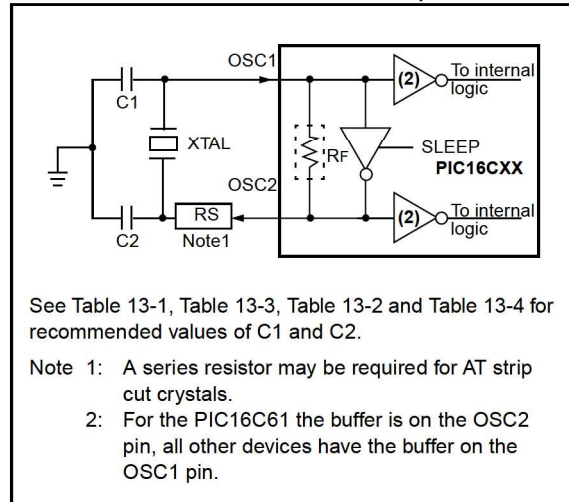 OSC1
C1
XTAL
OSC2
C2
RS
Note1
RF
(2)
To internal
logic
SLEEP
PIC16CXX
(2)
To internal
logic
See Table 13-1, Table 13-3, Table 13-2 and Table 13-4 for
recommended values of C1 and C2.
Note 1: A series resistor may be required for AT strip
cut crystals.
2: For the PIC16C61 the buffer is on the OSC2
pin, all other devices have the buffer on the
OSC1 pin.